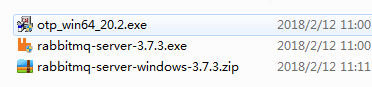 otp_win64_20.2.exe 2018/2/12 11:00
rabbitmq-server-3.7.3.exe 2018/2/12 11:00
rabbitmq-server-windows-3.7.3.zip 2018/2/12 11:11